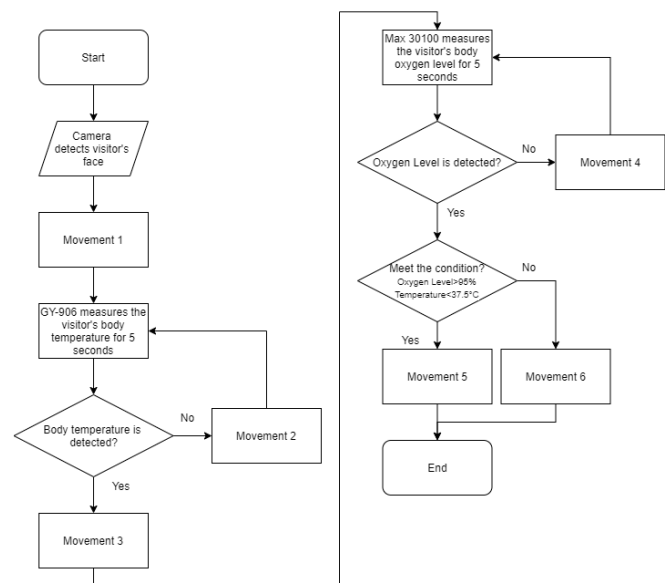 Start
Camera
detects visitor's
face
Movement 1
GY-906 measures the
visitor's body
temperature for 5
seconds
Body temperature is
detected?
No
Movement 2
Yes
Movement 3
Max 30100 measures
the visitor's body
oxygen level for 5
seconds
Oxygen Level is detected?
No
Movement 4
Yes
Meet the condition?
Oxygen Level>95%
Temperature<37.5°C
No
Yes
Movement 5
Movement 6
End